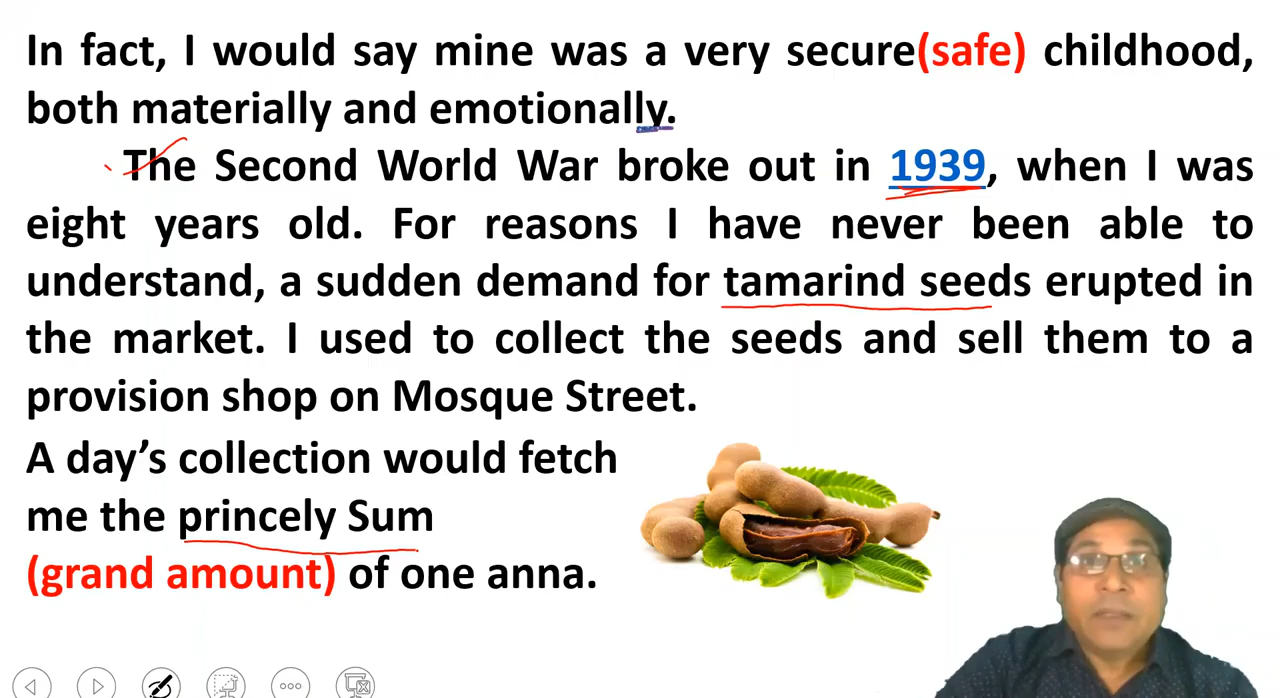 In fact, I would say mine was a very secure(safe) childhood,
both materially and emotionally.
The Second World War broke out in 1939, when I was
eight years old. For reasons I have never been able to
understand, a sudden demand for tamarind seeds erupted in
the market. I used to collect the seeds and sell them to a
provision shop on Mosque Street.
A day’s collection would fetch
me the princely Sum
(grand amount) of one anna.